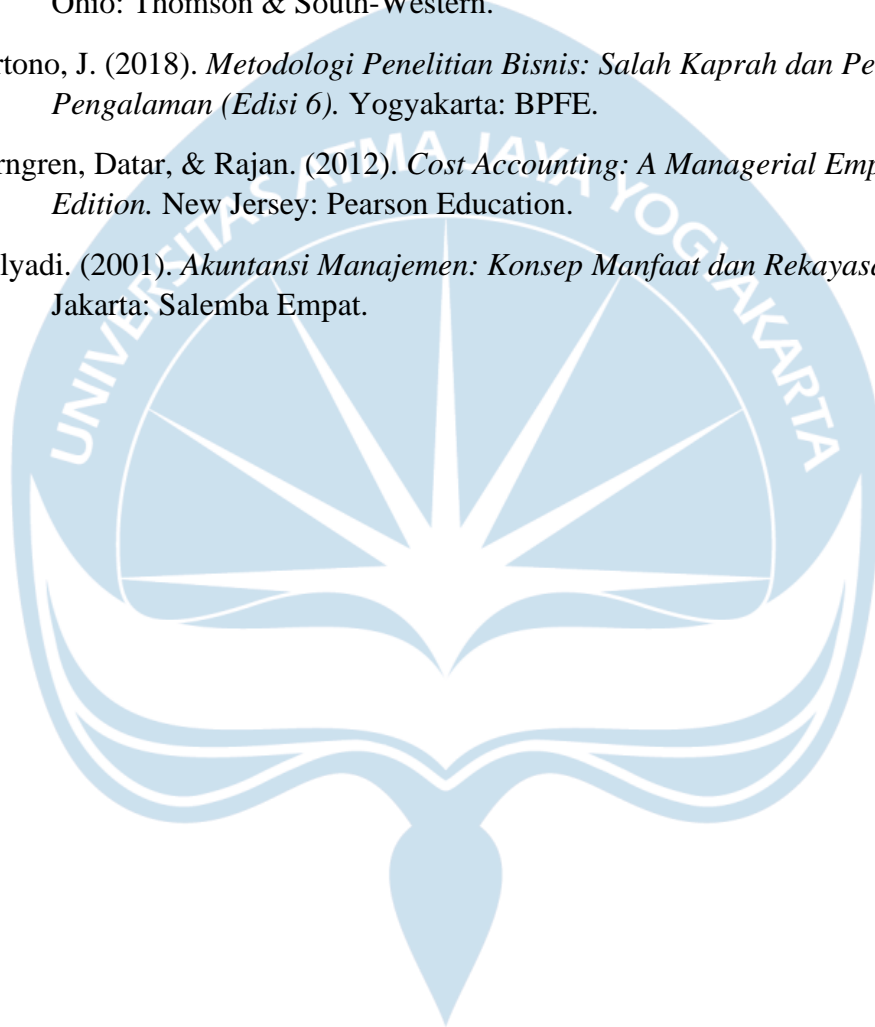 Ohio: Thomson & South-Western.
rtono, J. (2018). Metodologi Penelitian Bisnis: Salah Kaprah dan Pe
Pengalaman (Edisi 6). Yogyakarta: BPFE.
rngren, Datar, & Rajan. (2012). Cost Accounting: A Managerial Emp
Edition. New Jersey: Pearson Education.
lyadi. (2001). Akuntansi Manajemen: Konsep Manfaat dan Rekayasa
Jakarta: Salemba Empat.
UNIVERSITAS ATMA JAYA YOGYAKARTA